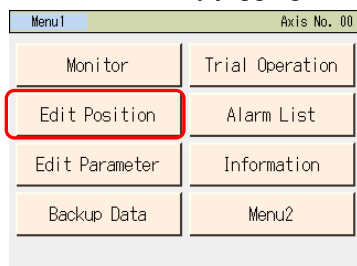 Menu1 Axis No. 00
Monitor Trial Operation
Edit Position Alarm List
Edit Parameter Information
Backup Data Menu2